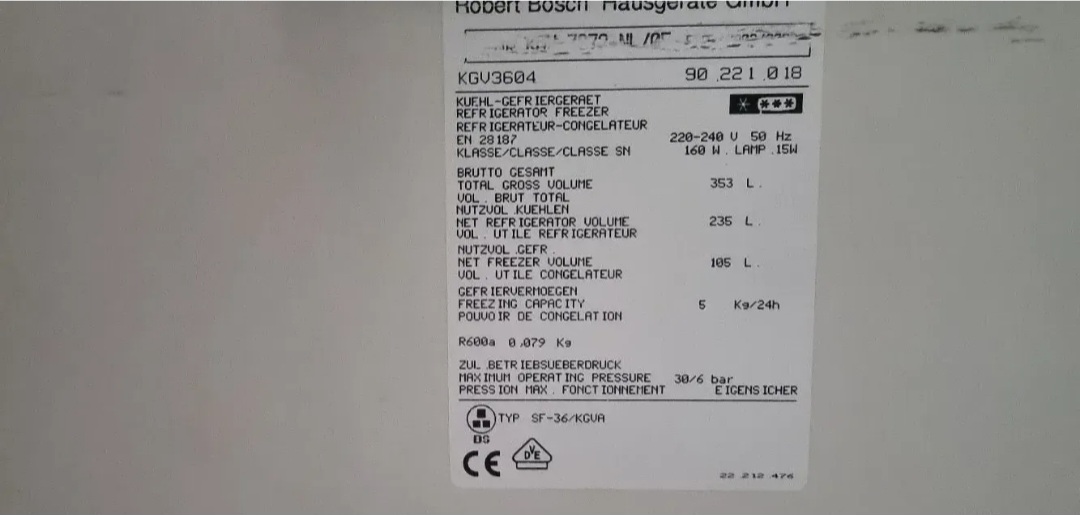 Robert Bosch Hausgeräte GmbH
KGV3604 90.221.018
KUEHL-GEFRIERGERAET
REFRIGERATOR FREEZER
REFRIGERATEUR-CONGELATEUR
EN 28187 220-240 V 50 Hz
KLASSE/CLASSE/CLASSE SN 160 W. LAMP.15W
BRUTTO GESAMT
TOTAL GROSS VOLUME 353 L.
VOL. BRUT TOTAL
NUTZVOL.KUEHLEN
NET REFRIGERATOR VOLUME 235 L.
VOL. UTILE REFRIGERATEUR
NUTZVOL.GEFR.
NET FREEZER VOLUME 105 L.
VOL. UTILE CONGELATEUR
GEFRIERVERMOEGEN
FREEZING CAPACITY 5 Kg/24h
POUVOIR DE CONGELATION
R600a 0.079 Kg
ZUL.BETRIEBSUEBERDRUCK
MAXIMUM OPERATING PRESSURE 30/6 bar
PRESSION MAX. FONCTIONNEMENT EIGENSICHER
TYP SF-36/KGVA
DS
CE DVE
22 212 476